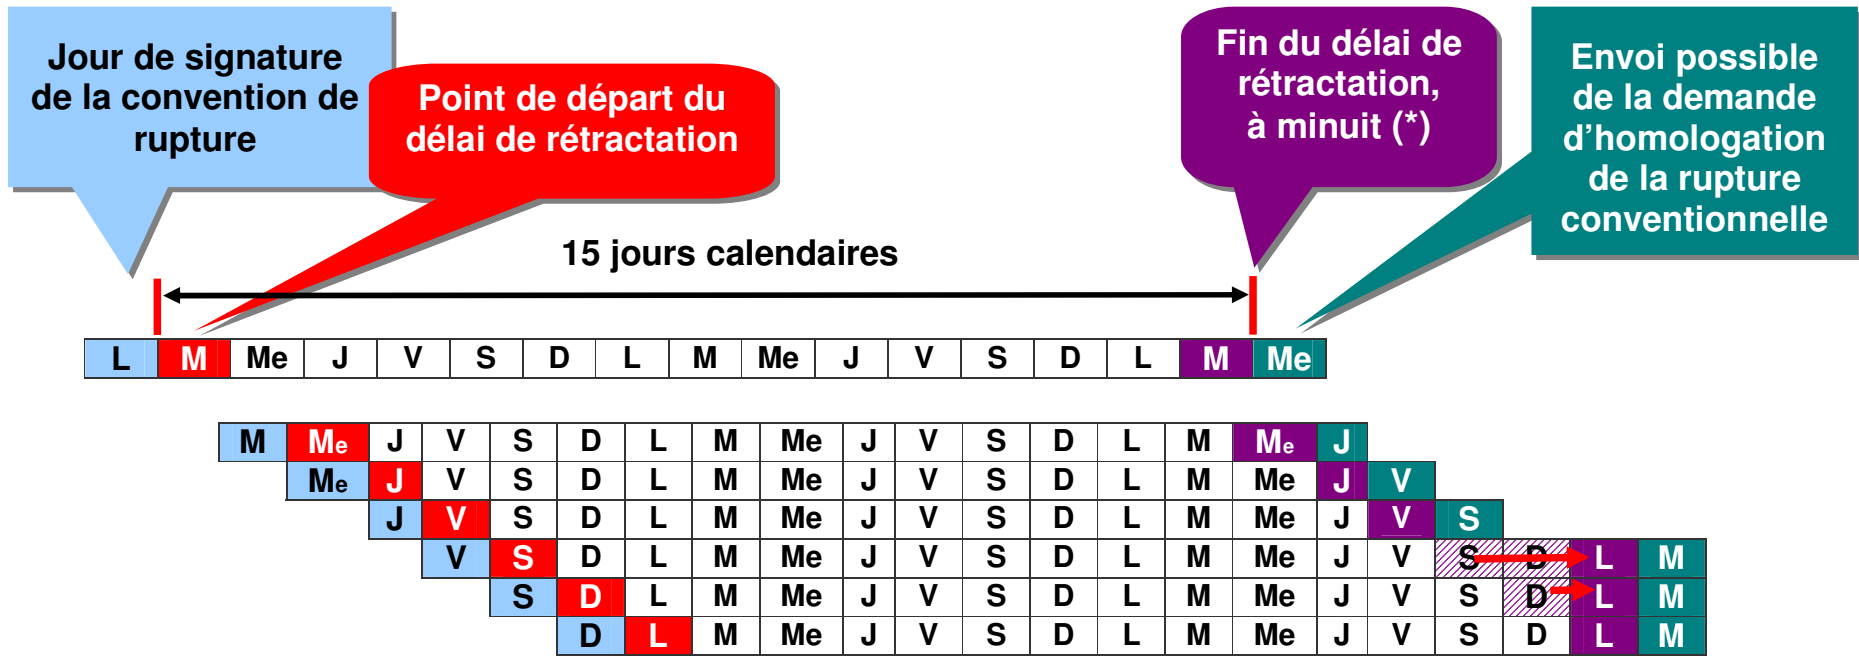 Jour de signature
de la convention de
rupture
Point de départ du
délai de rétractation
Fin du délai de
rétractation,
à minuit (*)
Envoi possible
de la demande
d’homologation
de la rupture
conventionnelle
15 jours calendaires
L M Me J V S D L M Me J V S D L M Me
M Me J V S D L M Me J V S D L M Me J
Me J V S D L M Me J V S D L M Me J V
J V S D L M Me J V S D L M Me J V S
V S D L M Me J V S D L M Me J V S D L M
S D L M Me J V S D L M Me J V S D L M
D L M Me J V S D L M Me J V S D L M